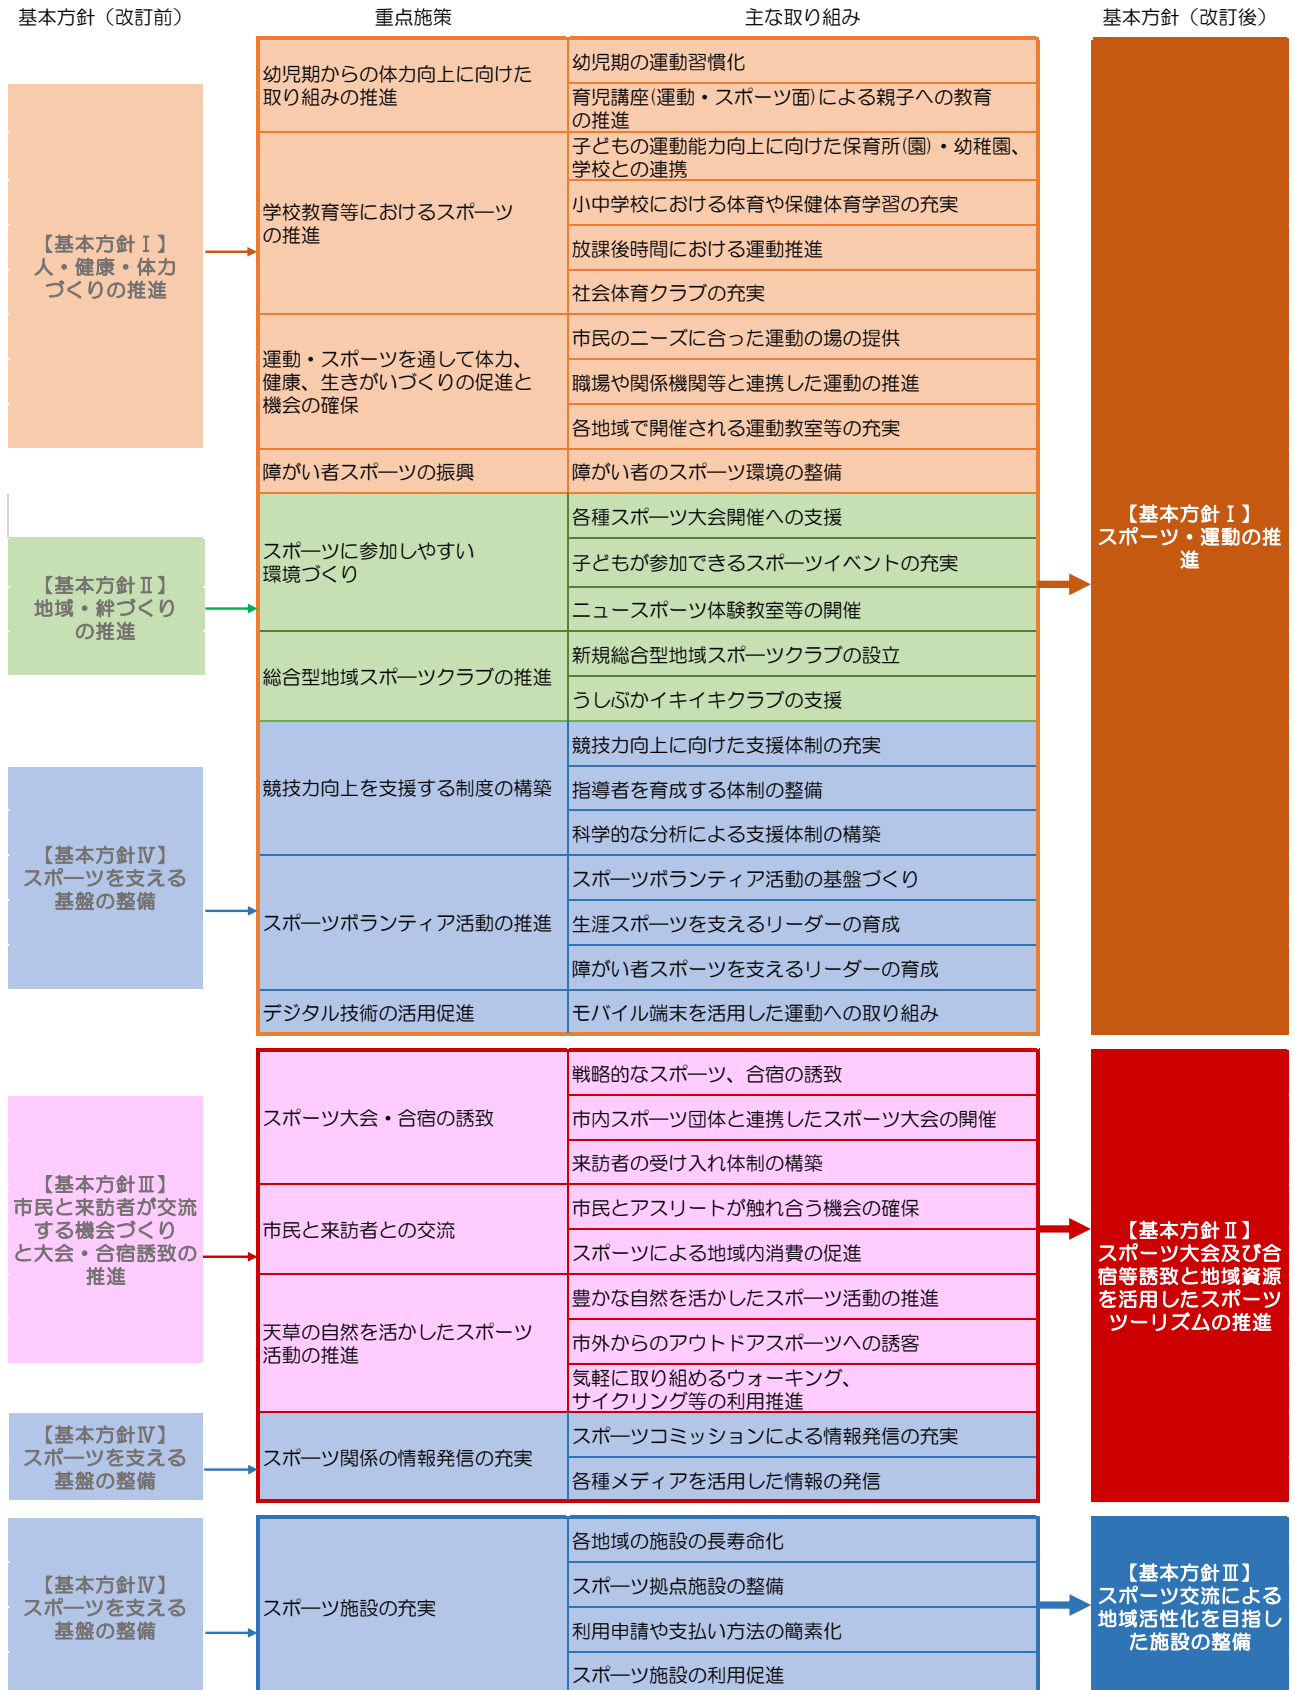 基本方針（改訂前）
重点施策
主な取り組み
基本方針（改訂後）
【基本方針Ⅰ】
人・健康・体力
づくりの推進
幼児期からの体力向上に向けた
取り組みの推進
幼児期の運動習慣化
育児講座(運動・スポーツ面)による親子への教育
の推進
学校教育等におけるスポーツ
の推進
子どもの運動能力向上に向けた保育所(園)・幼稚園、
学校との連携
小中学校における体育や保健体育学習の充実
放課後時間における運動推進
社会体育クラブの充実
運動・スポーツを通して体力、
健康、生きがいづくりの促進と
機会の確保
市民のニーズに合った運動の場の提供
職場や関係機関等と連携した運動の推進
各地域で開催される運動教室等の充実
障がい者スポーツの振興
障がい者のスポーツ環境の整備
【基本方針Ⅱ】
地域・絆づくり
の推進
スポーツに参加しやすい
環境づくり
各種スポーツ大会開催への支援
子どもが参加できるスポーツイベントの充実
ニュースポーツ体験教室等の開催
総合型地域スポーツクラブの推進
新規総合型地域スポーツクラブの設立
うしぶかイキイキクラブの支援
【基本方針Ⅳ】
スポーツを支える
基盤の整備
競技力向上を支援する制度の構築
競技力向上に向けた支援体制の充実
指導者を育成する体制の整備
科学的な分析による支援体制の構築
スポーツボランティア活動の推進
スポーツボランティア活動の基盤づくり
生涯スポーツを支えるリーダーの育成
障がい者スポーツを支えるリーダーの育成
デジタル技術の活用促進
モバイル端末を活用した運動への取り組み
【基本方針Ⅰ】
スポーツ・運動の推
進
【基本方針Ⅲ】
市民と来訪者が交流
する機会づくり
と大会・合宿誘致の
推進
スポーツ大会・合宿の誘致
戦略的なスポーツ、合宿の誘致
市内スポーツ団体と連携したスポーツ大会の開催
来訪者の受け入れ体制の構築
市民と来訪者との交流
市民とアスリートが触れ合う機会の確保
スポーツによる地域内消費の促進
天草の自然を活かしたスポーツ
活動の推進
豊かな自然を活かしたスポーツ活動の推進
市外からのアウトドアスポーツへの誘客
気軽に取り組めるウォーキング、
サイクリング等の利用推進
【基本方針Ⅳ】
スポーツを支える
基盤の整備
スポーツ関係の情報発信の充実
スポーツコミッションによる情報発信の充実
各種メディアを活用した情報の発信
【基本方針Ⅱ】
スポーツ大会及び合
宿等誘致と地域資源
を活用したスポーツ
ツーリズムの推進
【基本方針Ⅳ】
スポーツを支える
基盤の整備
スポーツ施設の充実
各地域の施設の長寿命化
スポーツ拠点施設の整備
利用申請や支払い方法の簡素化
スポーツ施設の利用促進
【基本方針Ⅲ】
スポーツ交流による
地域活性化を目指し
た施設の整備